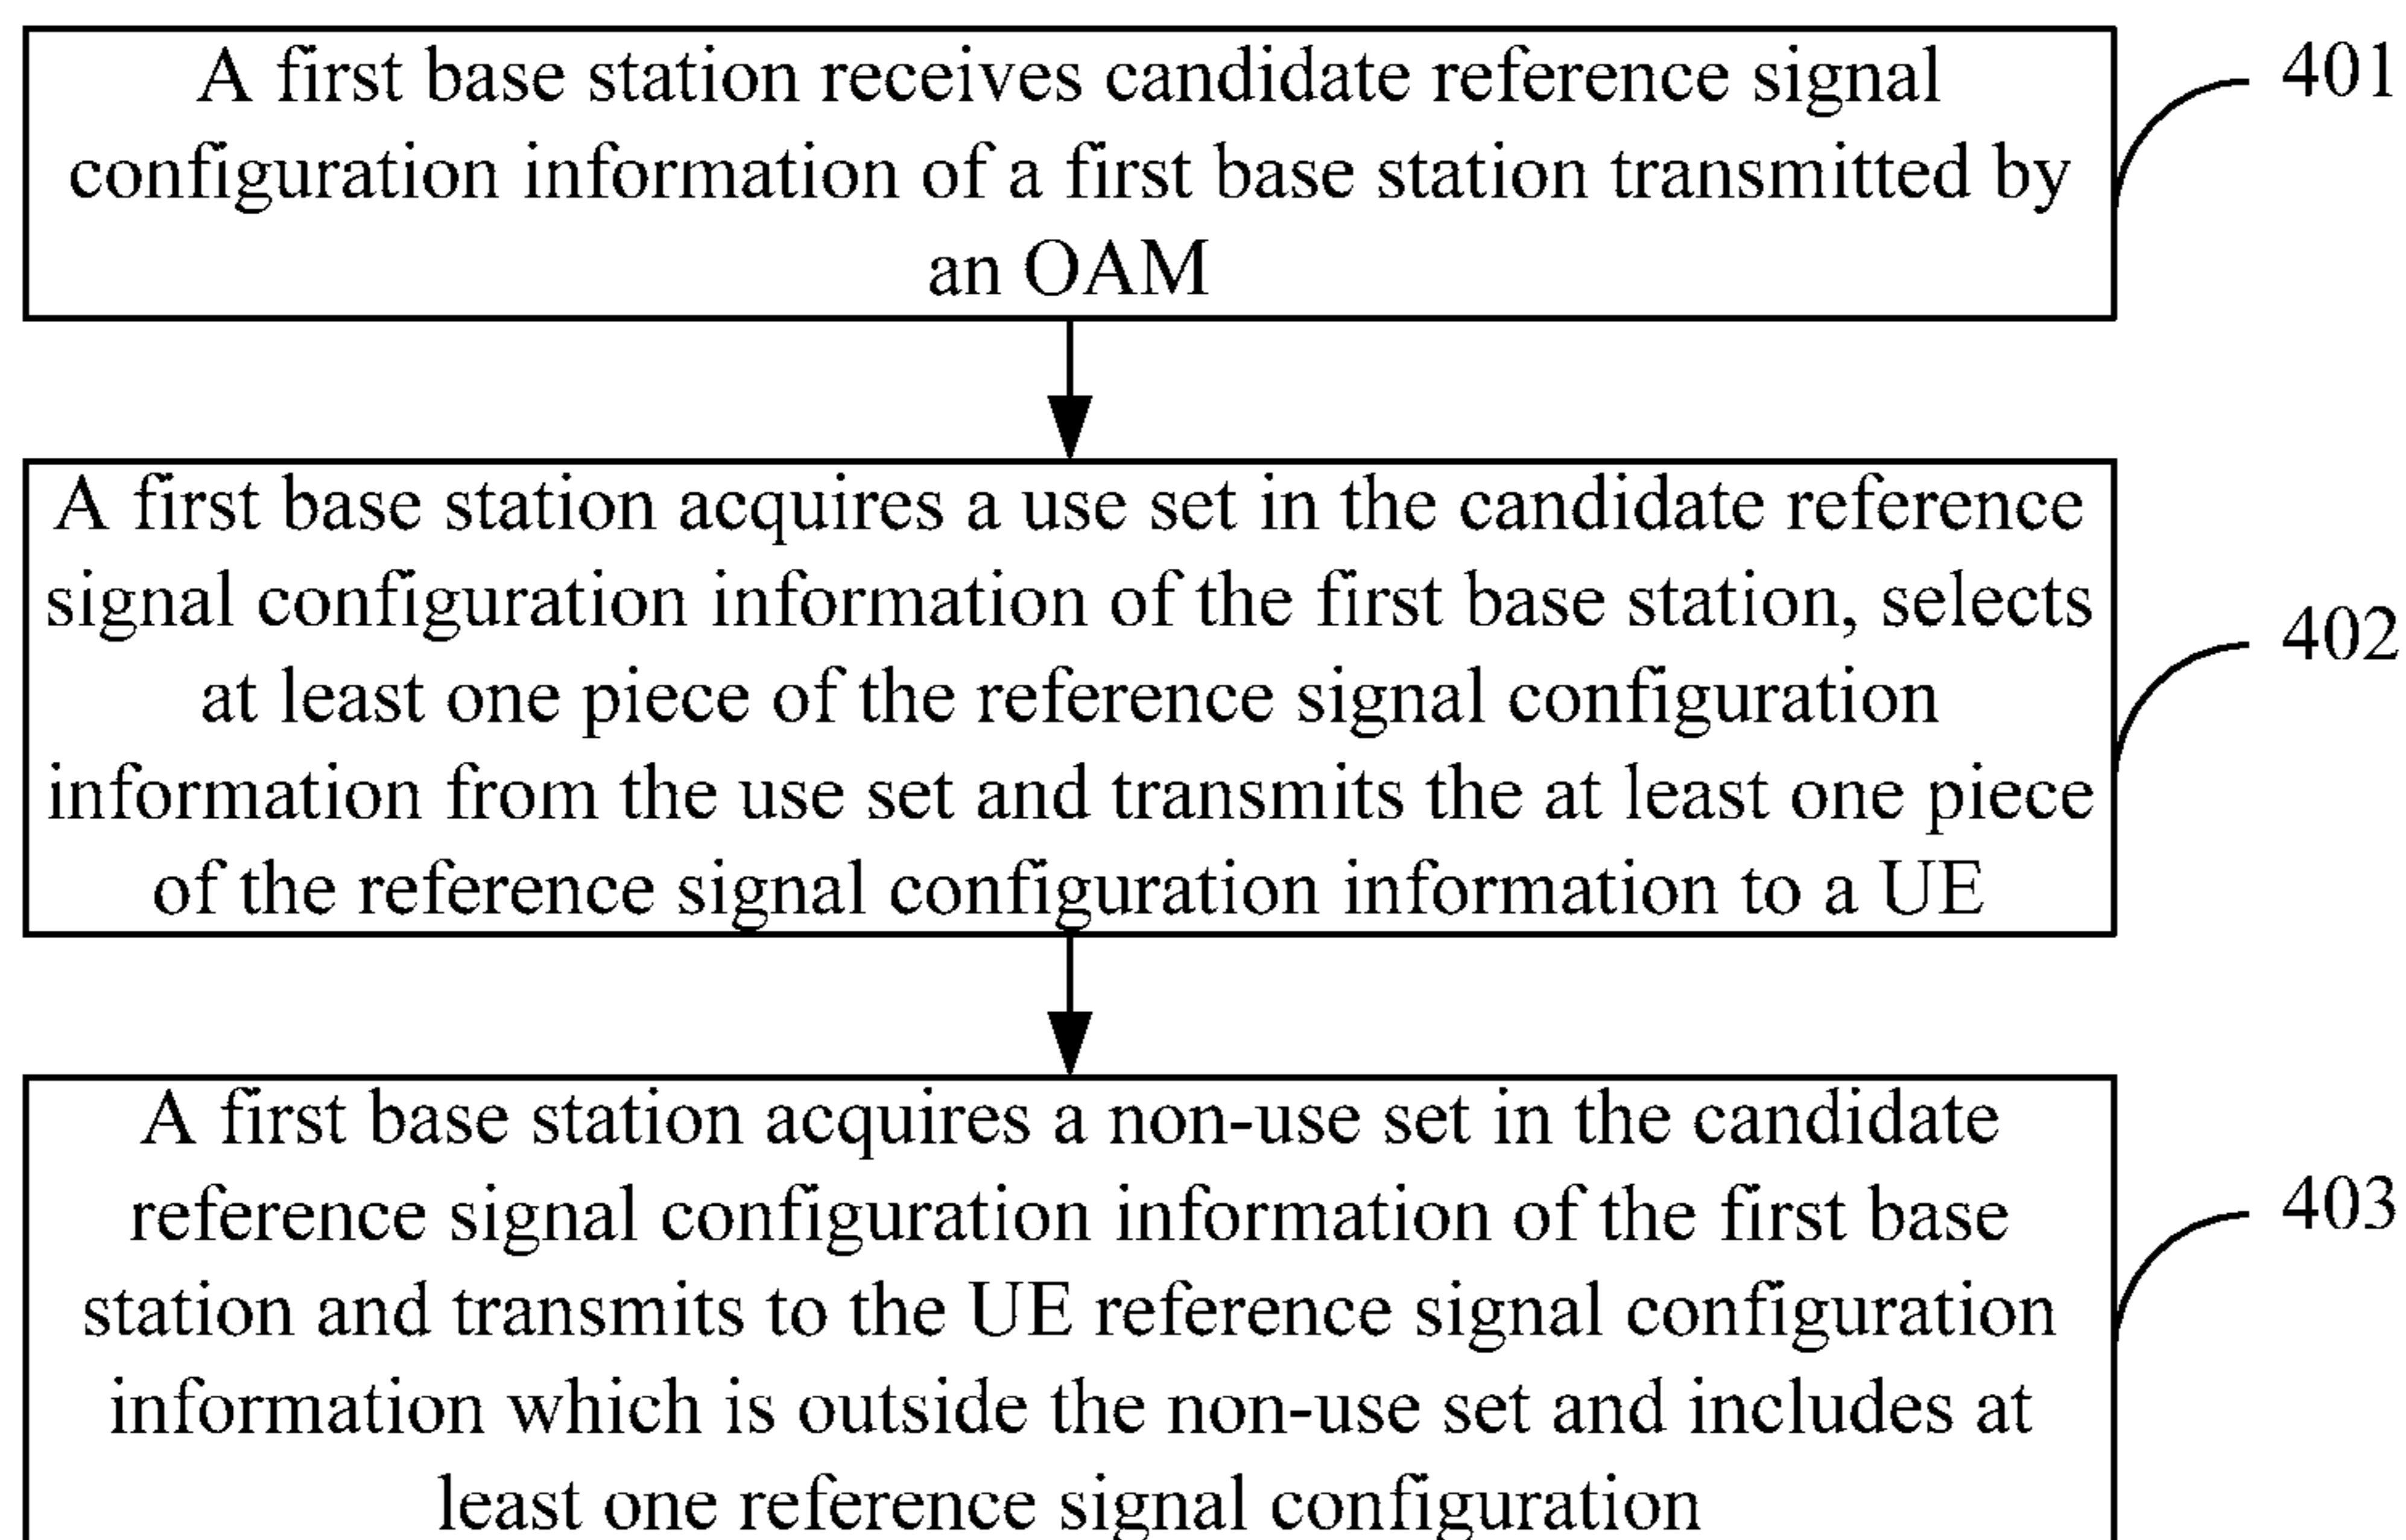 A first base station receives candidate reference signal
configuration information of a first base station transmitted by
an OAM
401
A first base station acquires a use set in the candidate reference
signal configuration information of the first base station, selects
at least one piece of the reference signal configuration
information from the use set and transmits the at least one piece
of the reference signal configuration information to a UE
402
A first base station acquires a non-use set in the candidate
reference signal configuration information of the first base
station and transmits to the UE reference signal configuration
information which is outside the non-use set and includes at
least one reference signal configuration
403